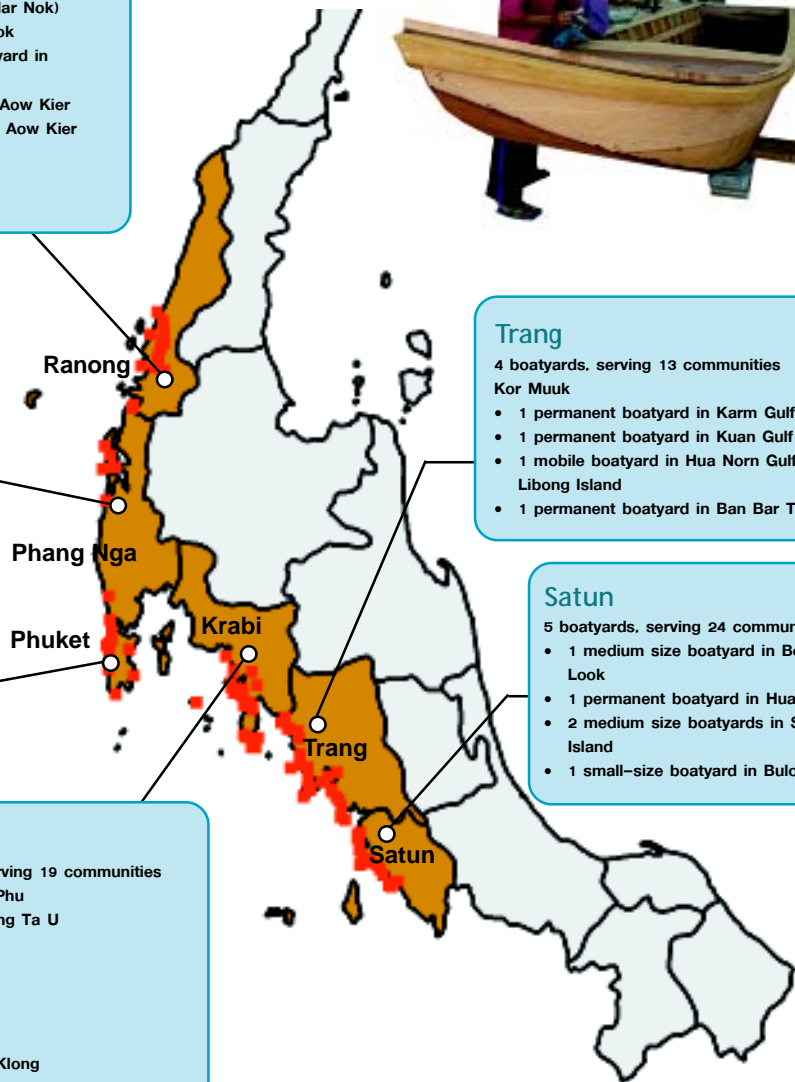 lar Nok)
ok
ard in
Aow Kier
Aow Kier
Ranong
Phang Nga
Phuket
Krabi
Trang
Satun
Trang
4 boatyards, serving 13 communities
Kor Muuk
• 1 permanent boatyard in Karm Gulf
• 1 permanent boatyard in Kuan Gulf
• 1 mobile boatyard in Hua Norn Gulf
Libong Island
• 1 permanent boatyard in Ban Bar T
Satun
5 boatyards, serving 24 commun
• 1 medium size boatyard in Bo
Look
• 1 permanent boatyard in Hua
• 2 medium size boatyards in S
Island
• 1 small-size boatyard in Bulo
ving 19 communities
Phu
ng Ta U
Klong